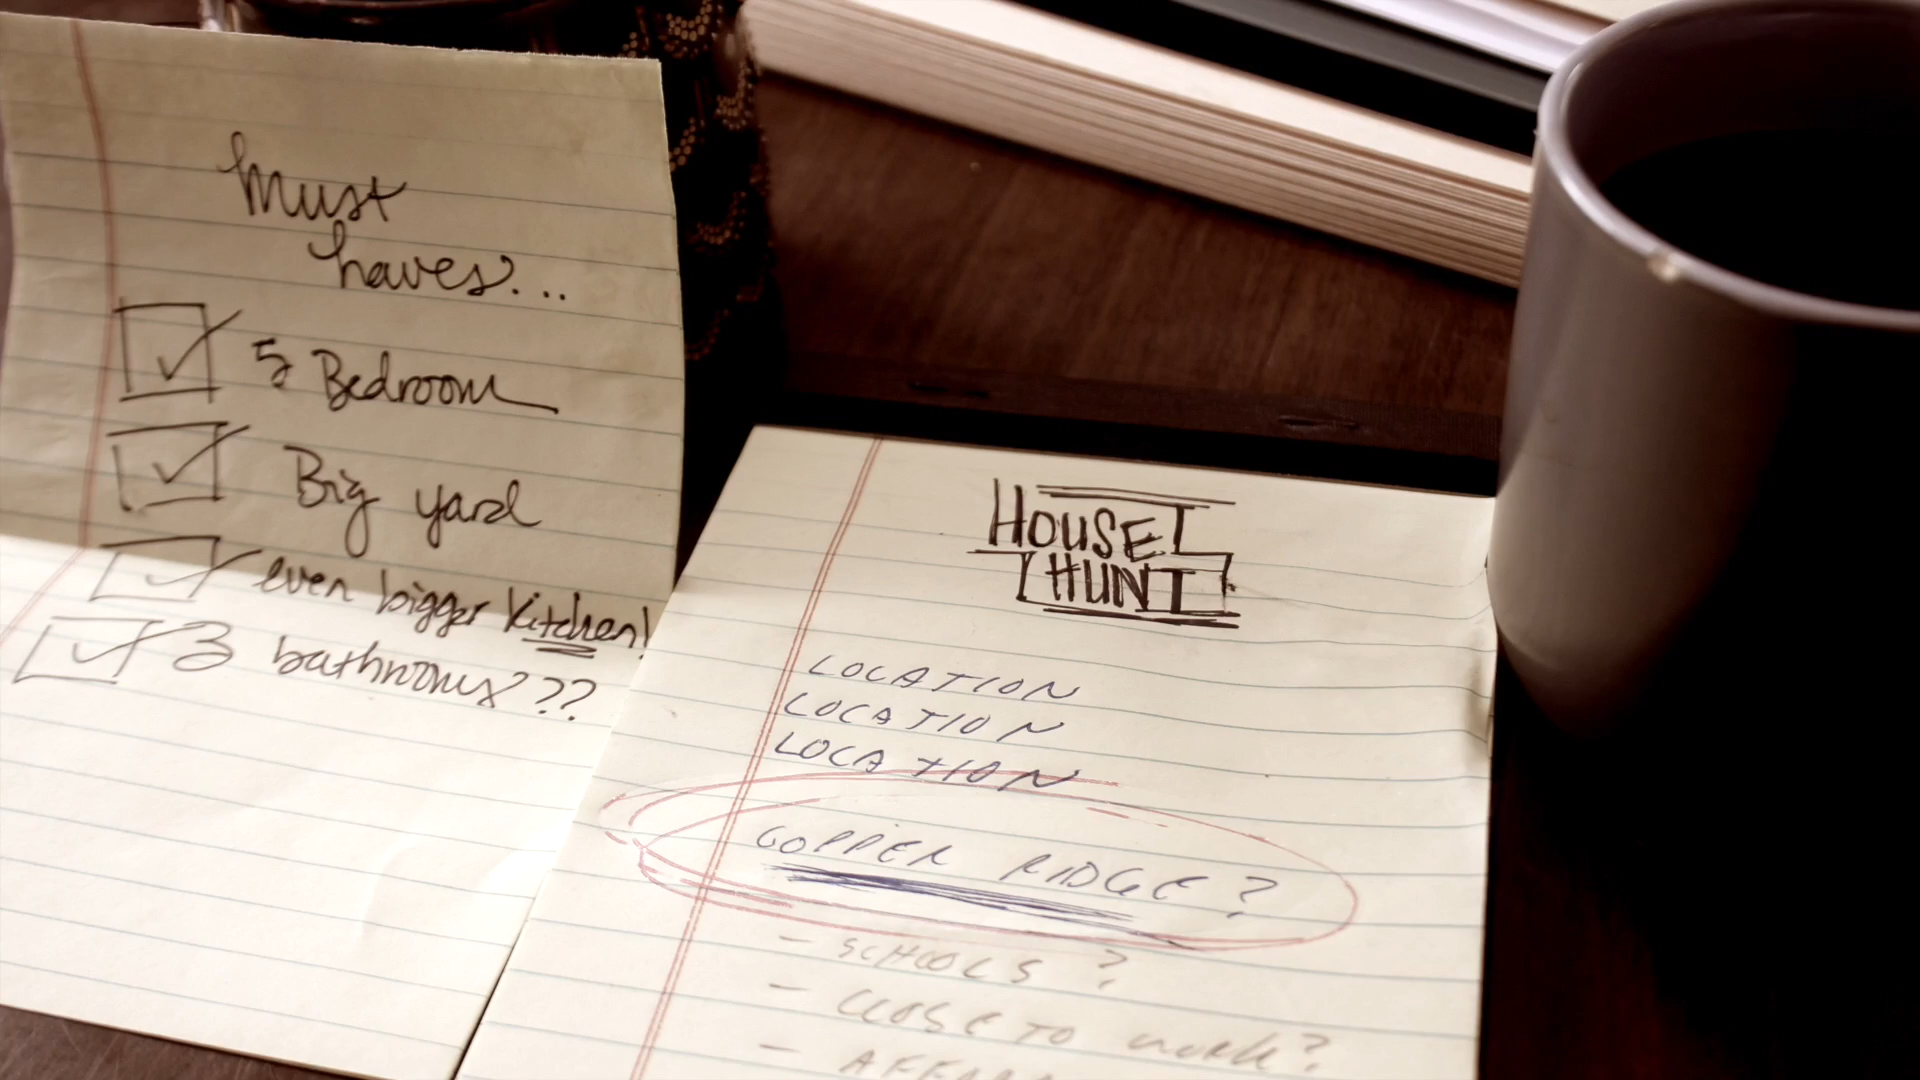 Must
haves...
5 Bedroom
Big yard
even bigger kitchen!
3 bathrooms???
HOUSE
HUNT
LOCATION
LOCATION
LOCATION
COPPER RIDGE?
- SCHOOLS?
- CLOSE TO WORK?
-